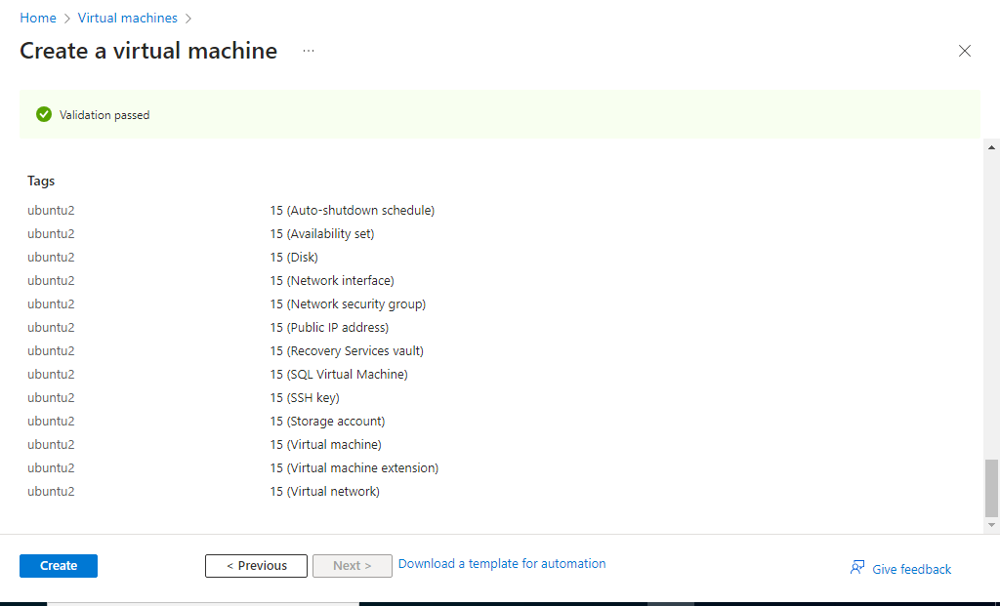 Home > Virtual machines >
Create a virtual machine ...
Validation passed
Tags
ubuntu2 15 (Auto-shutdown schedule)
ubuntu2 15 (Availability set)
ubuntu2 15 (Disk)
ubuntu2 15 (Network interface)
ubuntu2 15 (Network security group)
ubuntu2 15 (Public IP address)
ubuntu2 15 (Recovery Services vault)
ubuntu2 15 (SQL Virtual Machine)
ubuntu2 15 (SSH key)
ubuntu2 15 (Storage account)
ubuntu2 15 (Virtual machine)
ubuntu2 15 (Virtual machine extension)
ubuntu2 15 (Virtual network)
Create < Previous Next > Download a template for automation Give feedback